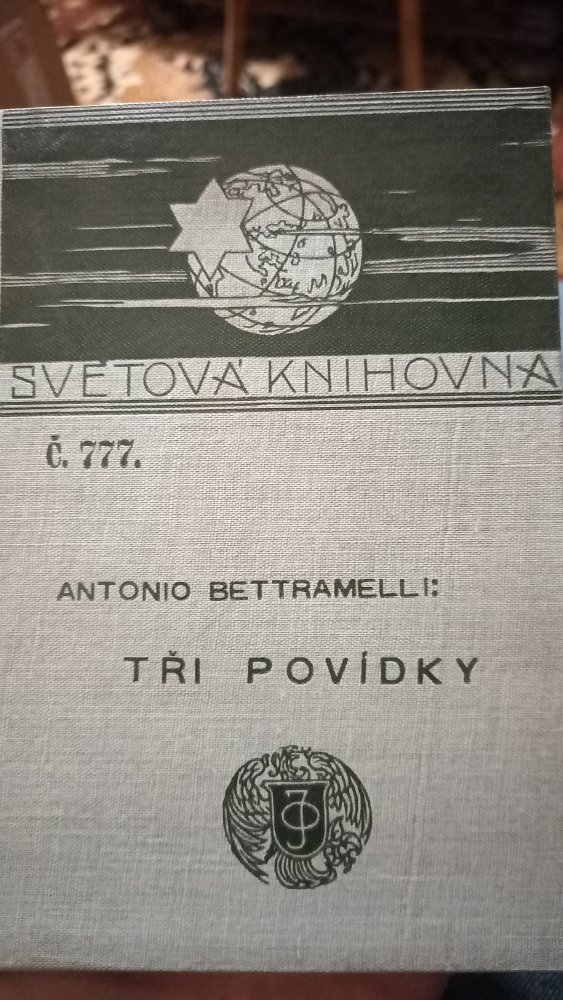 SVĚTOVÁ KNIHOVNA
Č. 777.
ANTONIO BETTRAMELLI:
TŘI POVÍDKY